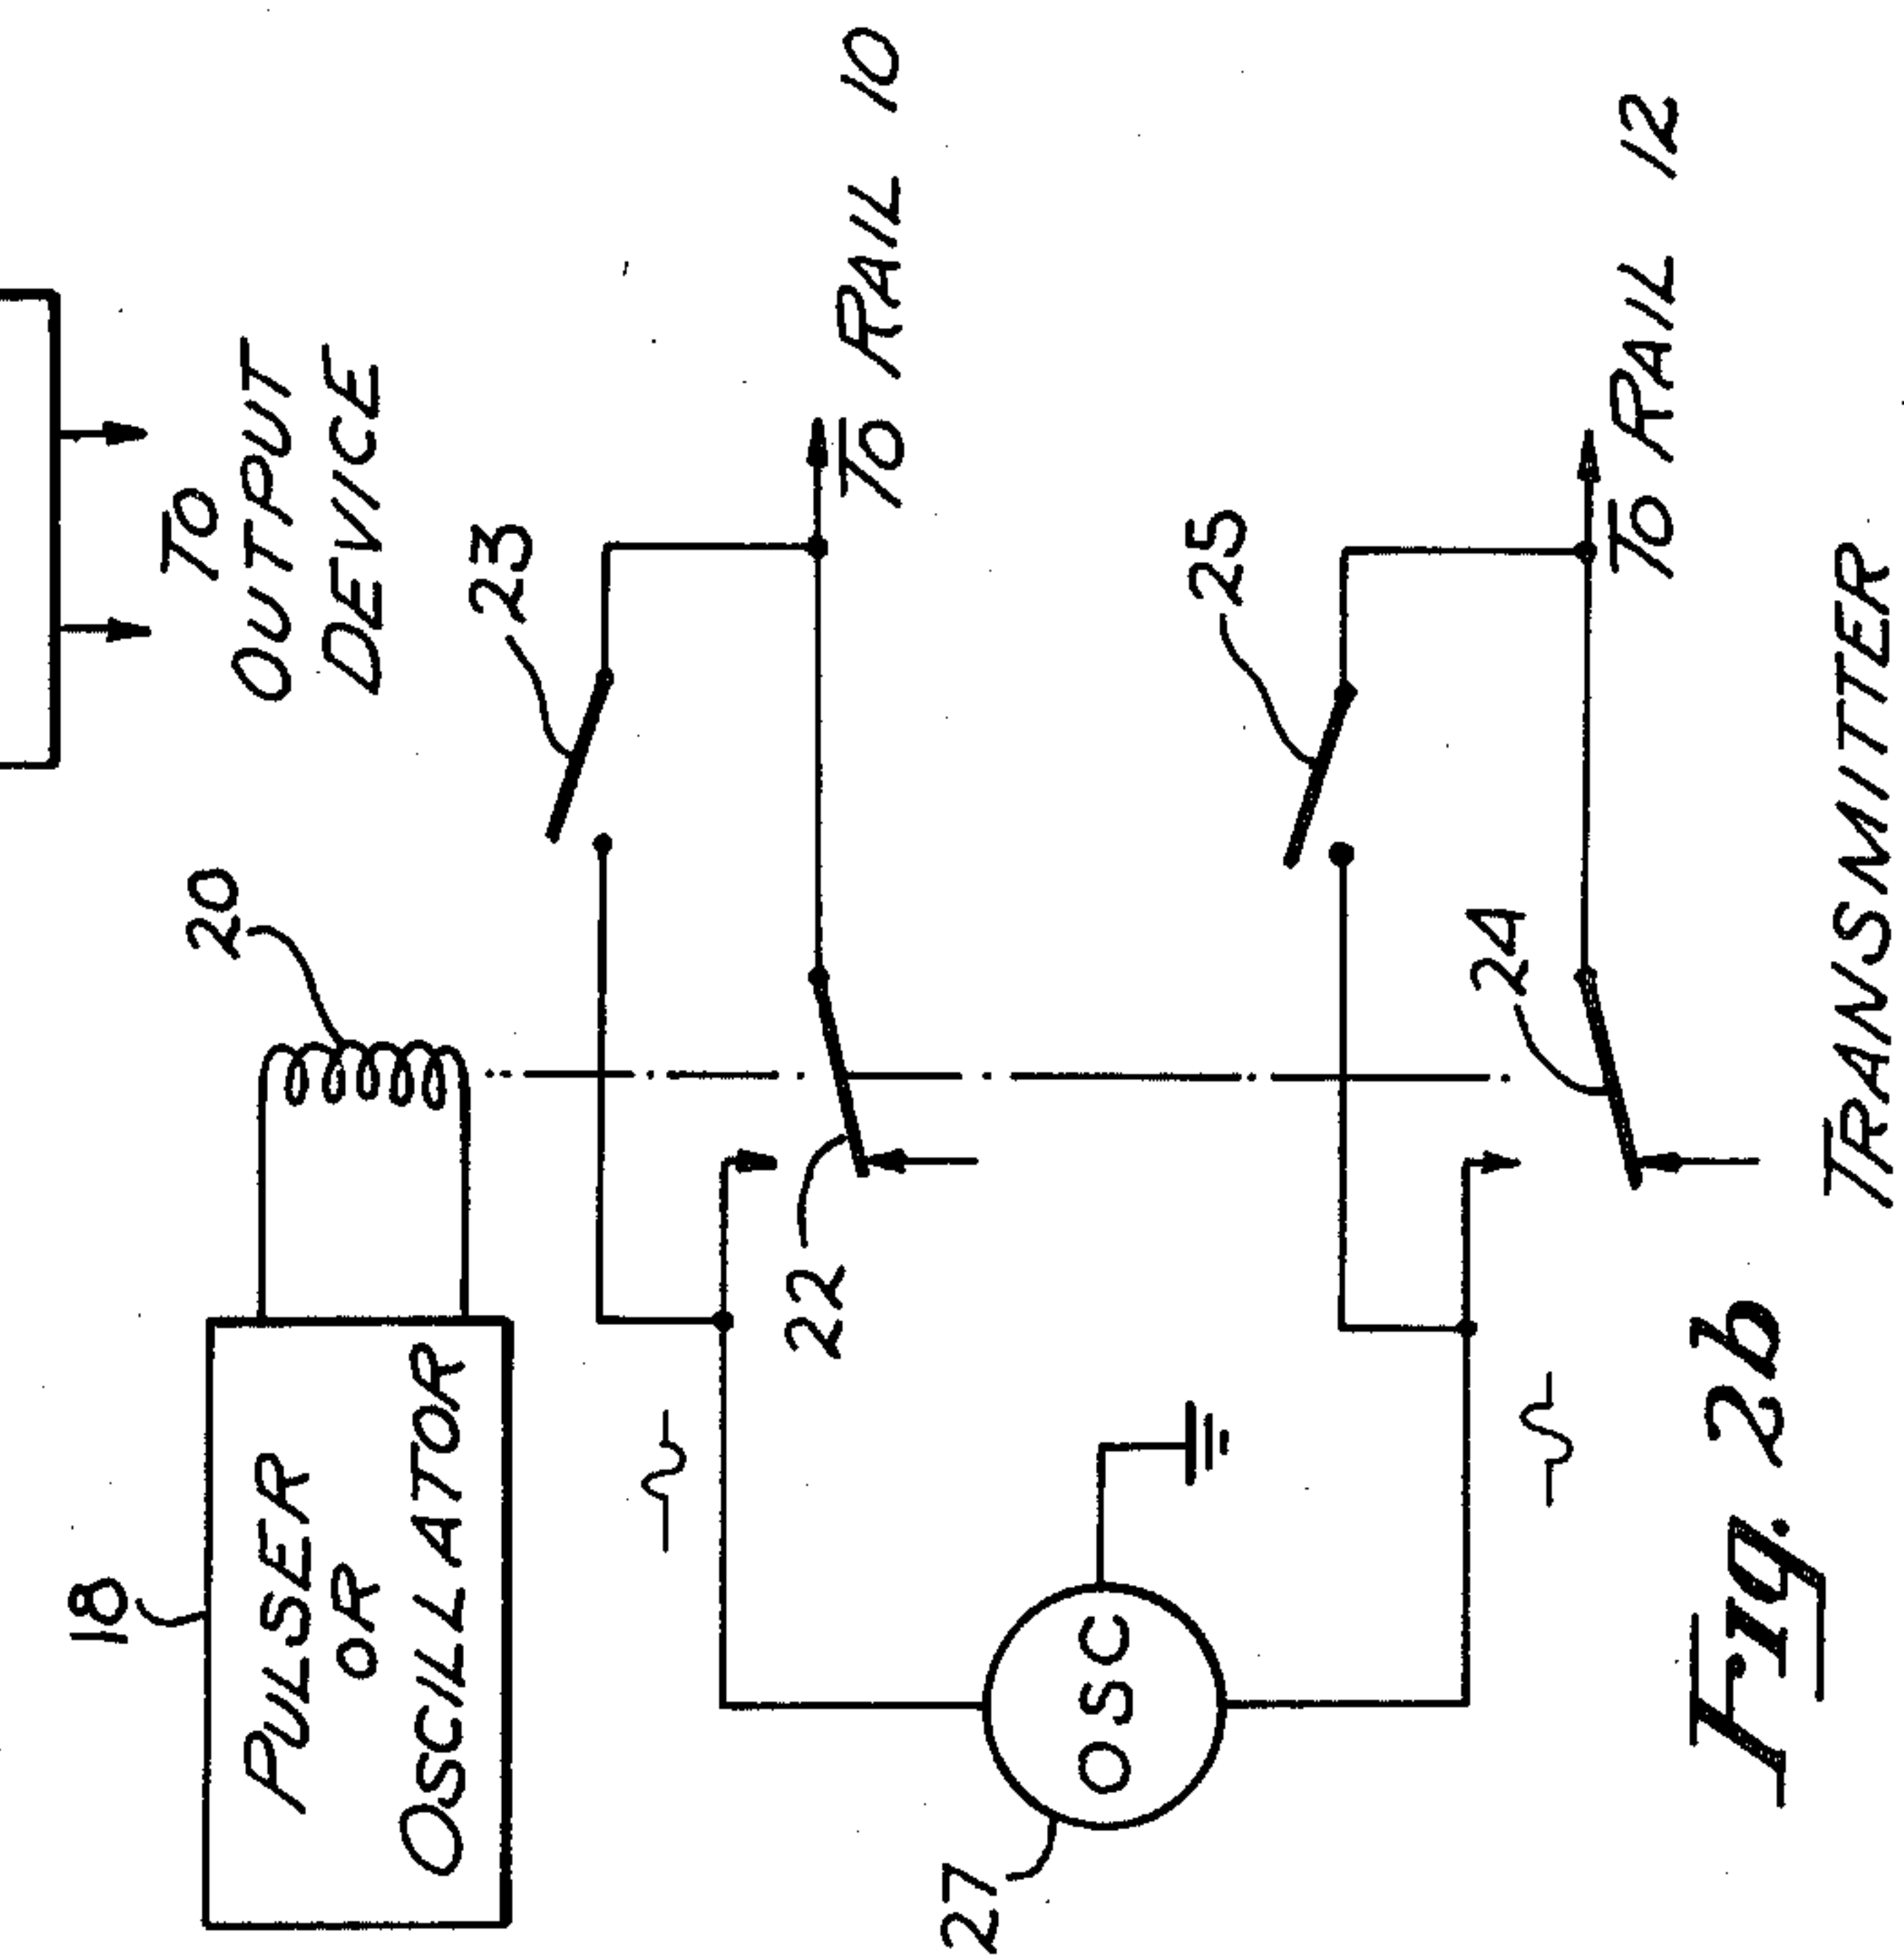 TO
OUTPUT
DEVICE
18
PULSER
OR
OSCILLATOR
20
23
22
TO RAIL 10
25
27
OSC
24
TO RAIL 12
Fig. 2b
TRANSMITTER